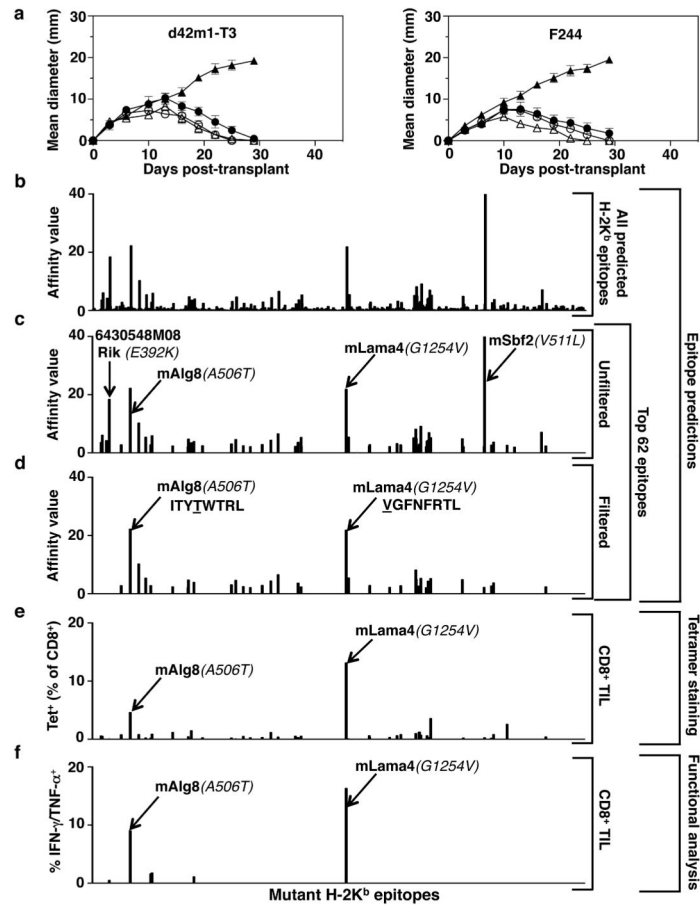 a
d42m1-T3
F244
Mean diameter (mm)
30
20
10
0
0 10 20 30 40
Days post-transplant
Mean diameter (mm)
30
20
10
0
0 10 20 30 40
Days post-transplant
b
Affinity value
40
20
0
All predicted
H-2Kᵇ epitopes
c
Affinity value
40
20
0
6430548M08
Rik (E392K)
mAlg8(A506T)
mLama4(G1254V)
mSbf2(V511L)
Unfiltered
d
Affinity value
40
20
0
mAlg8(A506T)
ITYTWTRL
mLama4(G1254V)
VGFNFRTL
Filtered
Top 62 epitopes
Epitope predictions
e
Tet⁺ (% of CD8⁺)
20
10
0
mAlg8(A506T)
mLama4(G1254V)
CD8⁺ TIL
Tetramer staining
f
% IFN-γ/TNF-α⁺
20
10
0
mAlg8(A506T)
mLama4(G1254V)
CD8⁺ TIL
Functional analysis
Mutant H-2Kᵇ epitopes